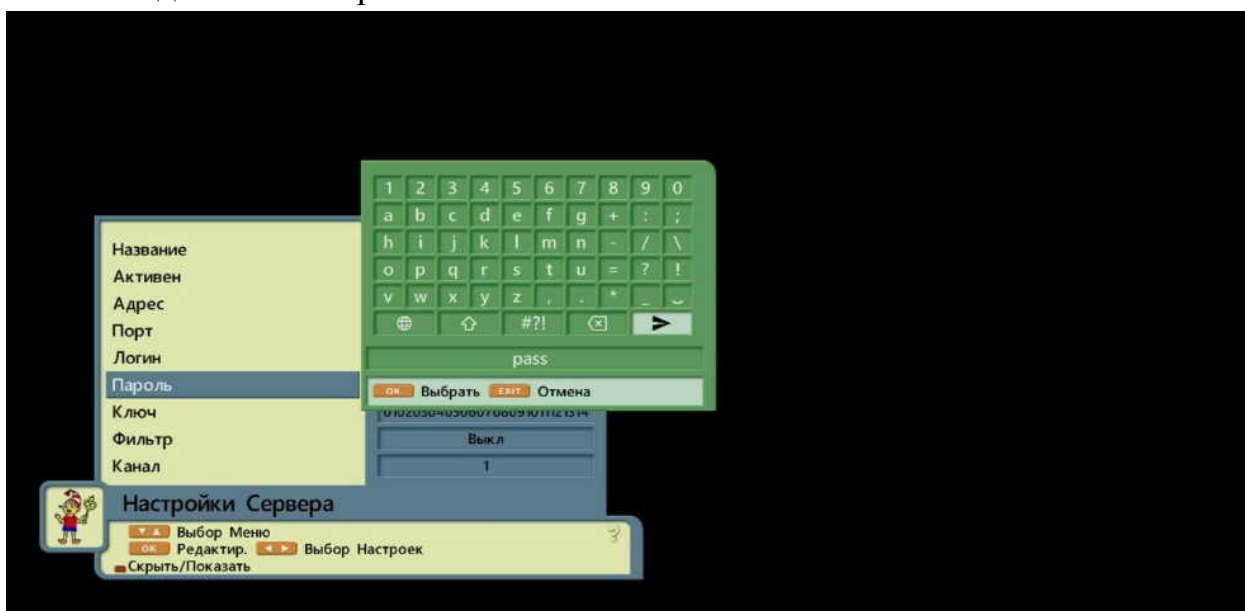 1 2 3 4 5 6 7 8 9 0
a b c d e f g + : ;
h i j k l m n - / \
o p q r s t u = ? !
v w x y z , . * _ ⎵
#?!
pass
OK Выбрать EXIT Отмена
Название
Активен
Адрес
Порт
Логин
Пароль
Ключ 0102030405060708091011121314
Фильтр Выкл
Канал 1
Настройки Сервера
Выбор Меню
OK Редактир. Выбор Настроек
Скрыть/Показать